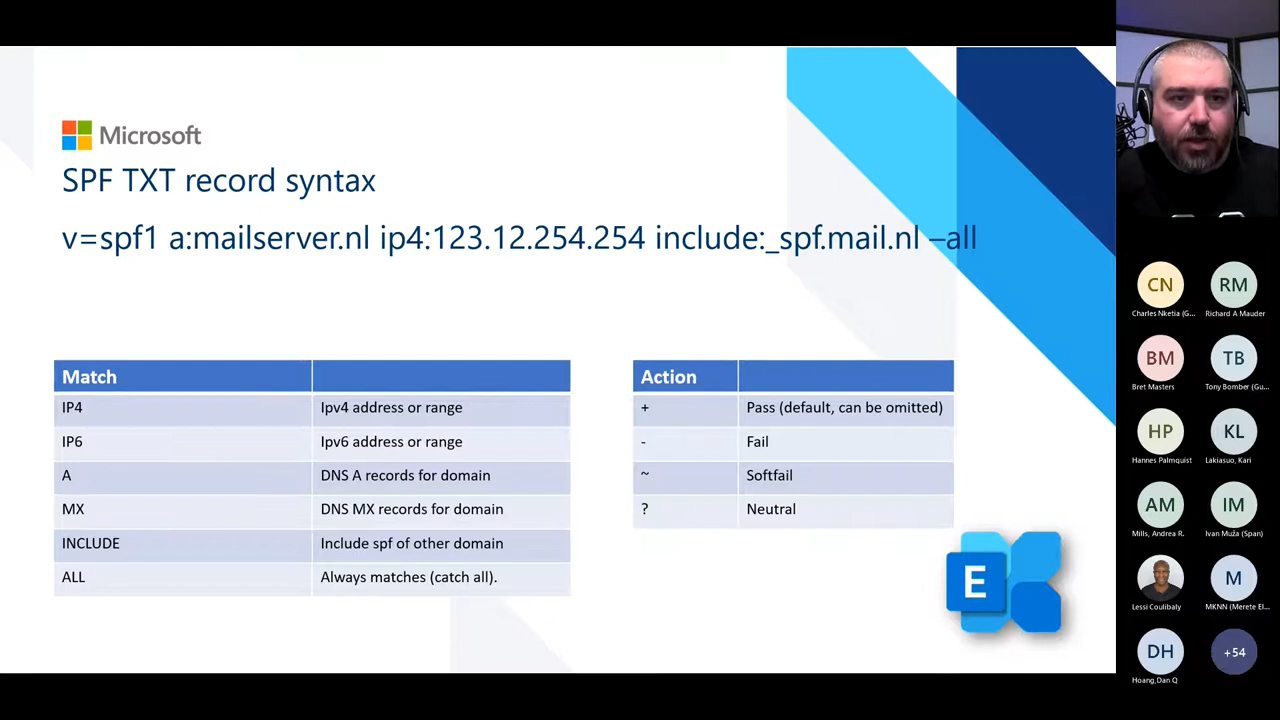 Microsoft
SPF TXT record syntax
v=spf1 a:mailserver.nl ip4:123.12.254.254 include:_spf.mail.nl –all
Match
IP4 Ipv4 address or range
IP6 Ipv6 address or range
A DNS A records for domain
MX DNS MX records for domain
INCLUDE Include spf of other domain
ALL Always matches (catch all).
Action
+ Pass (default, can be omitted)
- Fail
~ Softfail
? Neutral
E
CN RM
Charles Nketia (G... Richard A Mauder
BM TB
Bret Masters Tony Bomber (Gu...
HP KL
Hannes Palmquist Lakiasuo, Kari
AM IM
Mills, Andrea R. Ivan Muža (Span)
M
Lessi Coulibaly MKNN (Merete El...
DH +54
Hoang,Dan Q